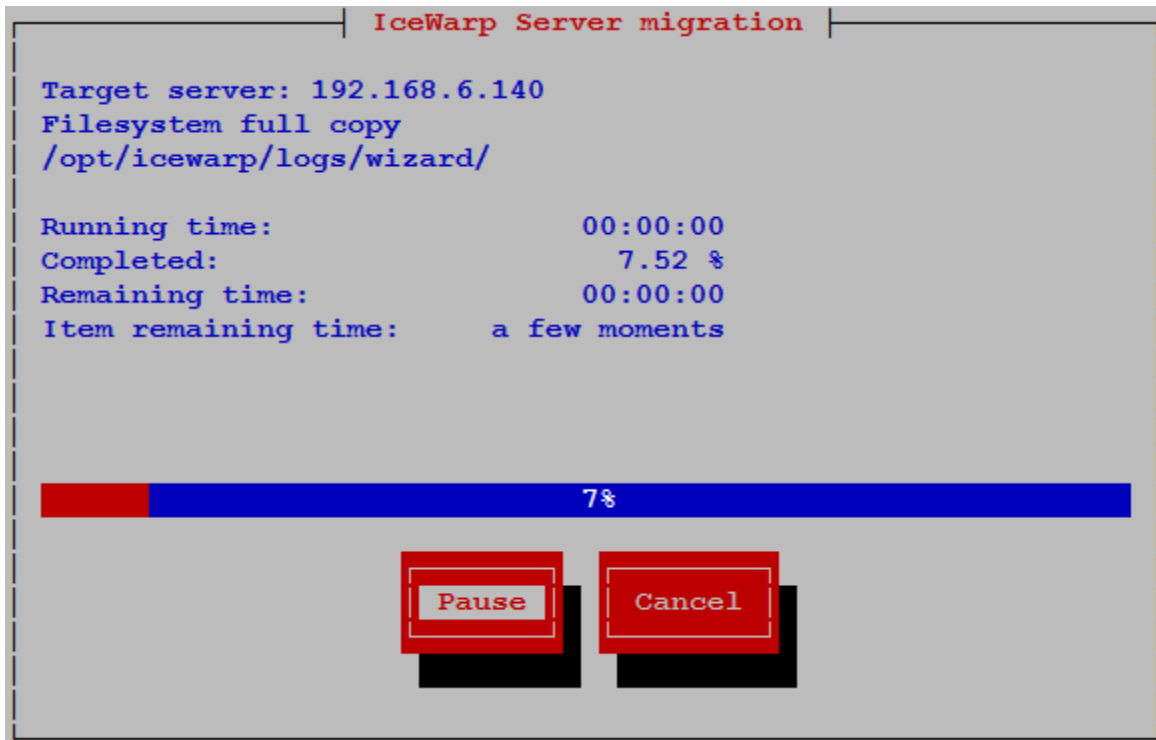 IceWarp Server migration
Target server: 192.168.6.140
Filesystem full copy
/opt/icewarp/logs/wizard/
Running time: 00:00:00
Completed: 7.52 %
Remaining time: 00:00:00
Item remaining time: a few moments
7%
Pause Cancel